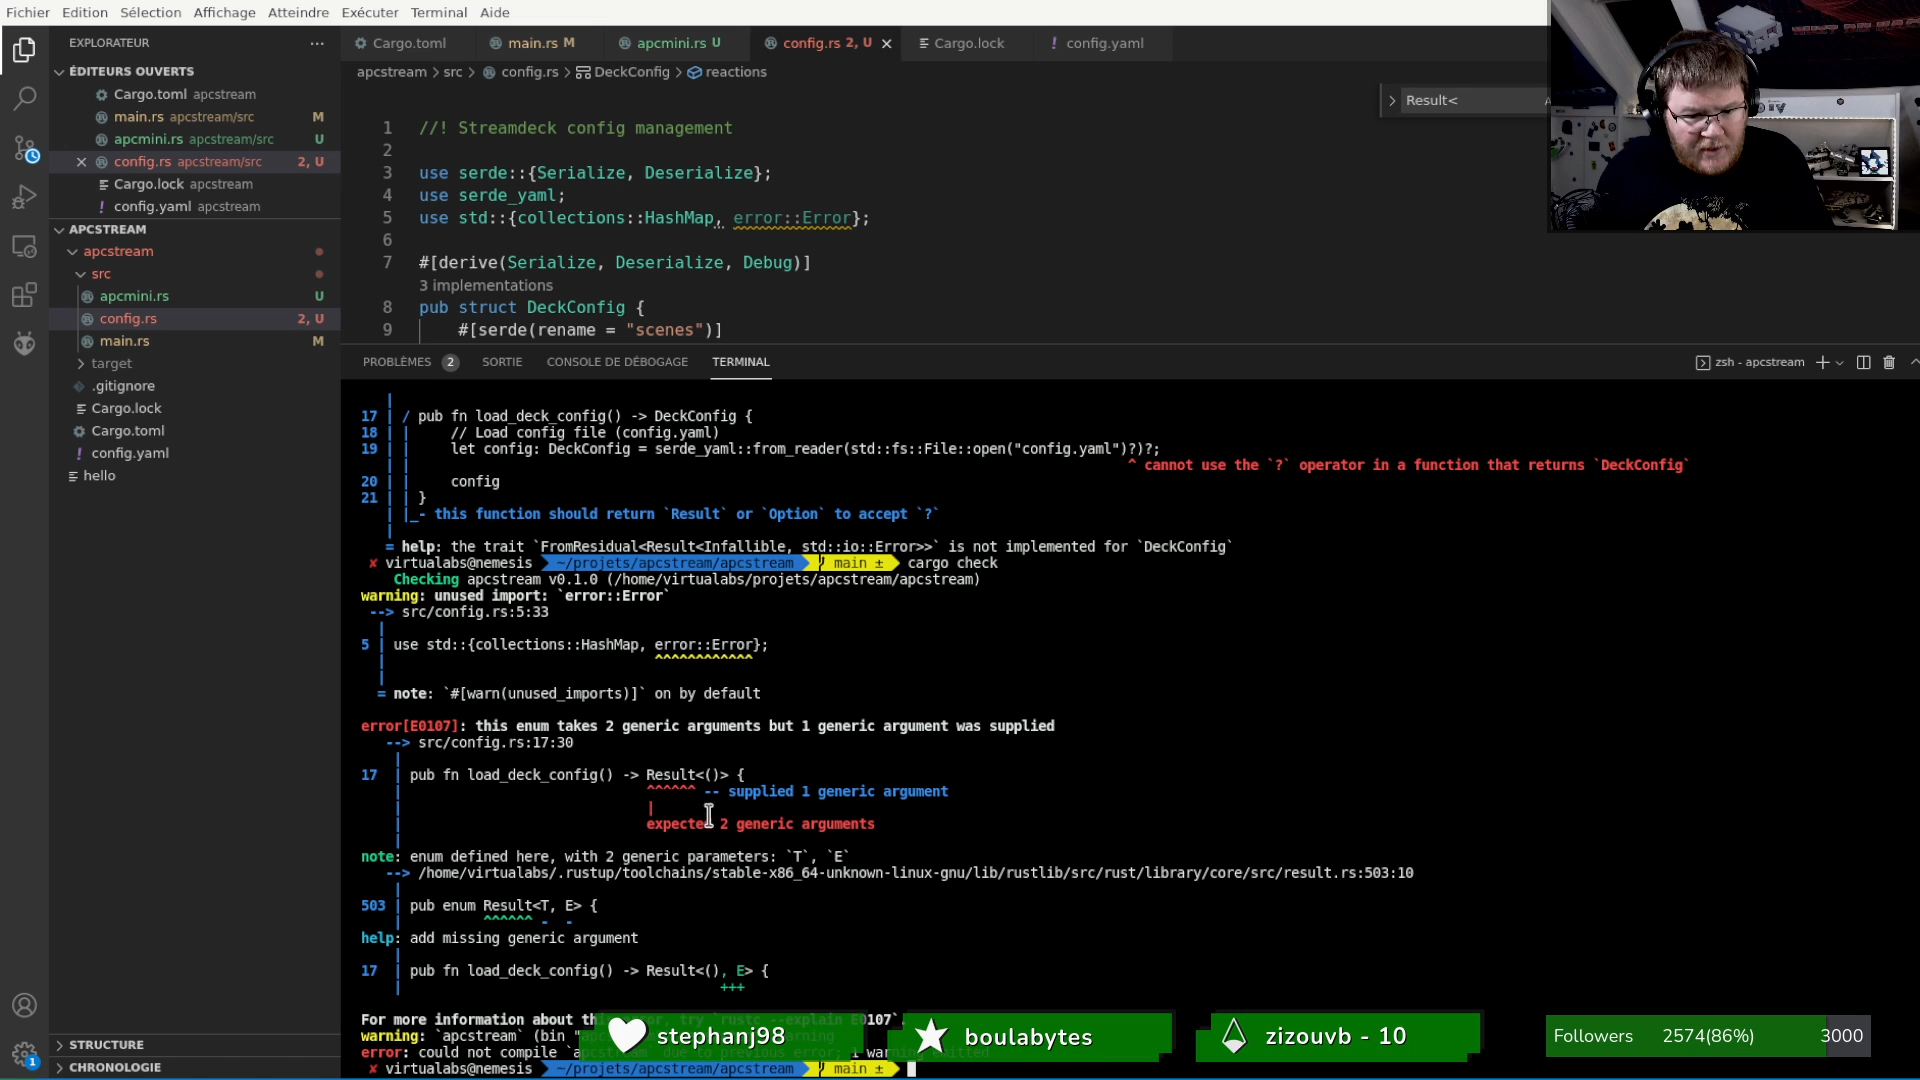 Fichier Edition Sélection Affichage Atteindre Exécuter Terminal Aide
EXPLORATEUR
ÉDITEURS OUVERTS
Cargo.toml apcstream
main.rs apcstream/src M
apcmini.rs apcstream/src U
config.rs apcstream/src 2, U
Cargo.lock apcstream
config.yaml apcstream
APCSTREAM
apcstream
src
apcmini.rs U
config.rs 2, U
main.rs M
target
.gitignore
Cargo.lock
Cargo.toml
config.yaml
hello
STRUCTURE
CHRONOLOGIE
1
Cargo.toml main.rs M apcmini.rs U config.rs 2, U Cargo.lock config.yaml
apcstream > src > config.rs > DeckConfig > reactions
Result<
1 //! Streamdeck config management
2
3 use serde::{Serialize, Deserialize};
4 use serde_yaml;
5 use std::{collections::HashMap, error::Error};
6
7 #[derive(Serialize, Deserialize, Debug)]
3 implementations
8 pub struct DeckConfig {
9 #[serde(rename = "scenes")]
PROBLÈMES 2 SORTIE CONSOLE DE DÉBOGAGE TERMINAL
zsh - apcstream
17 | / pub fn load_deck_config() -> DeckConfig {
18 | | // Load config file (config.yaml)
19 | | let config: DeckConfig = serde_yaml::from_reader(std::fs::File::open("config.yaml")?)?;
| | ^ cannot use the `?` operator in a function that returns `DeckConfig`
20 | | config
21 | | }
| |_- this function should return `Result` or `Option` to accept `?`
|
= help: the trait `FromResidual<Result<Infallible, std::io::Error>>` is not implemented for `DeckConfig`
✘ virtualabs@nemesis ~/projets/apcstream/apcstream main ± cargo check
Checking apcstream v0.1.0 (/home/virtualabs/projets/apcstream/apcstream)
warning: unused import: `error::Error`
--> src/config.rs:5:33
|
5 | use std::{collections::HashMap, error::Error};
| ^^^^^^^^^^^^
|
= note: `#[warn(unused_imports)]` on by default
error[E0107]: this enum takes 2 generic arguments but 1 generic argument was supplied
--> src/config.rs:17:30
|
17 | pub fn load_deck_config() -> Result<()> {
| ^^^^^^ -- supplied 1 generic argument
| |
| expected 2 generic arguments
|
note: enum defined here, with 2 generic parameters: `T`, `E`
--> /home/virtualabs/.rustup/toolchains/stable-x86_64-unknown-linux-gnu/lib/rustlib/src/rust/library/core/src/result.rs:503:10
|
503 | pub enum Result<T, E> {
| ^^^^^^ - -
help: add missing generic argument
|
17 | pub fn load_deck_config() -> Result<(), E> {
| +++
For more information about this error, try `rustc --explain E0107`.
warning: `apcstream` (bin warning
error: could not compile `apcstream` due to previous error; 1 warning emitted
✘ virtualabs@nemesis ~/projets/apcstream/apcstream main ±
stephanj98
boulabytes
zizouvb - 10
Followers 2574(86%) 3000